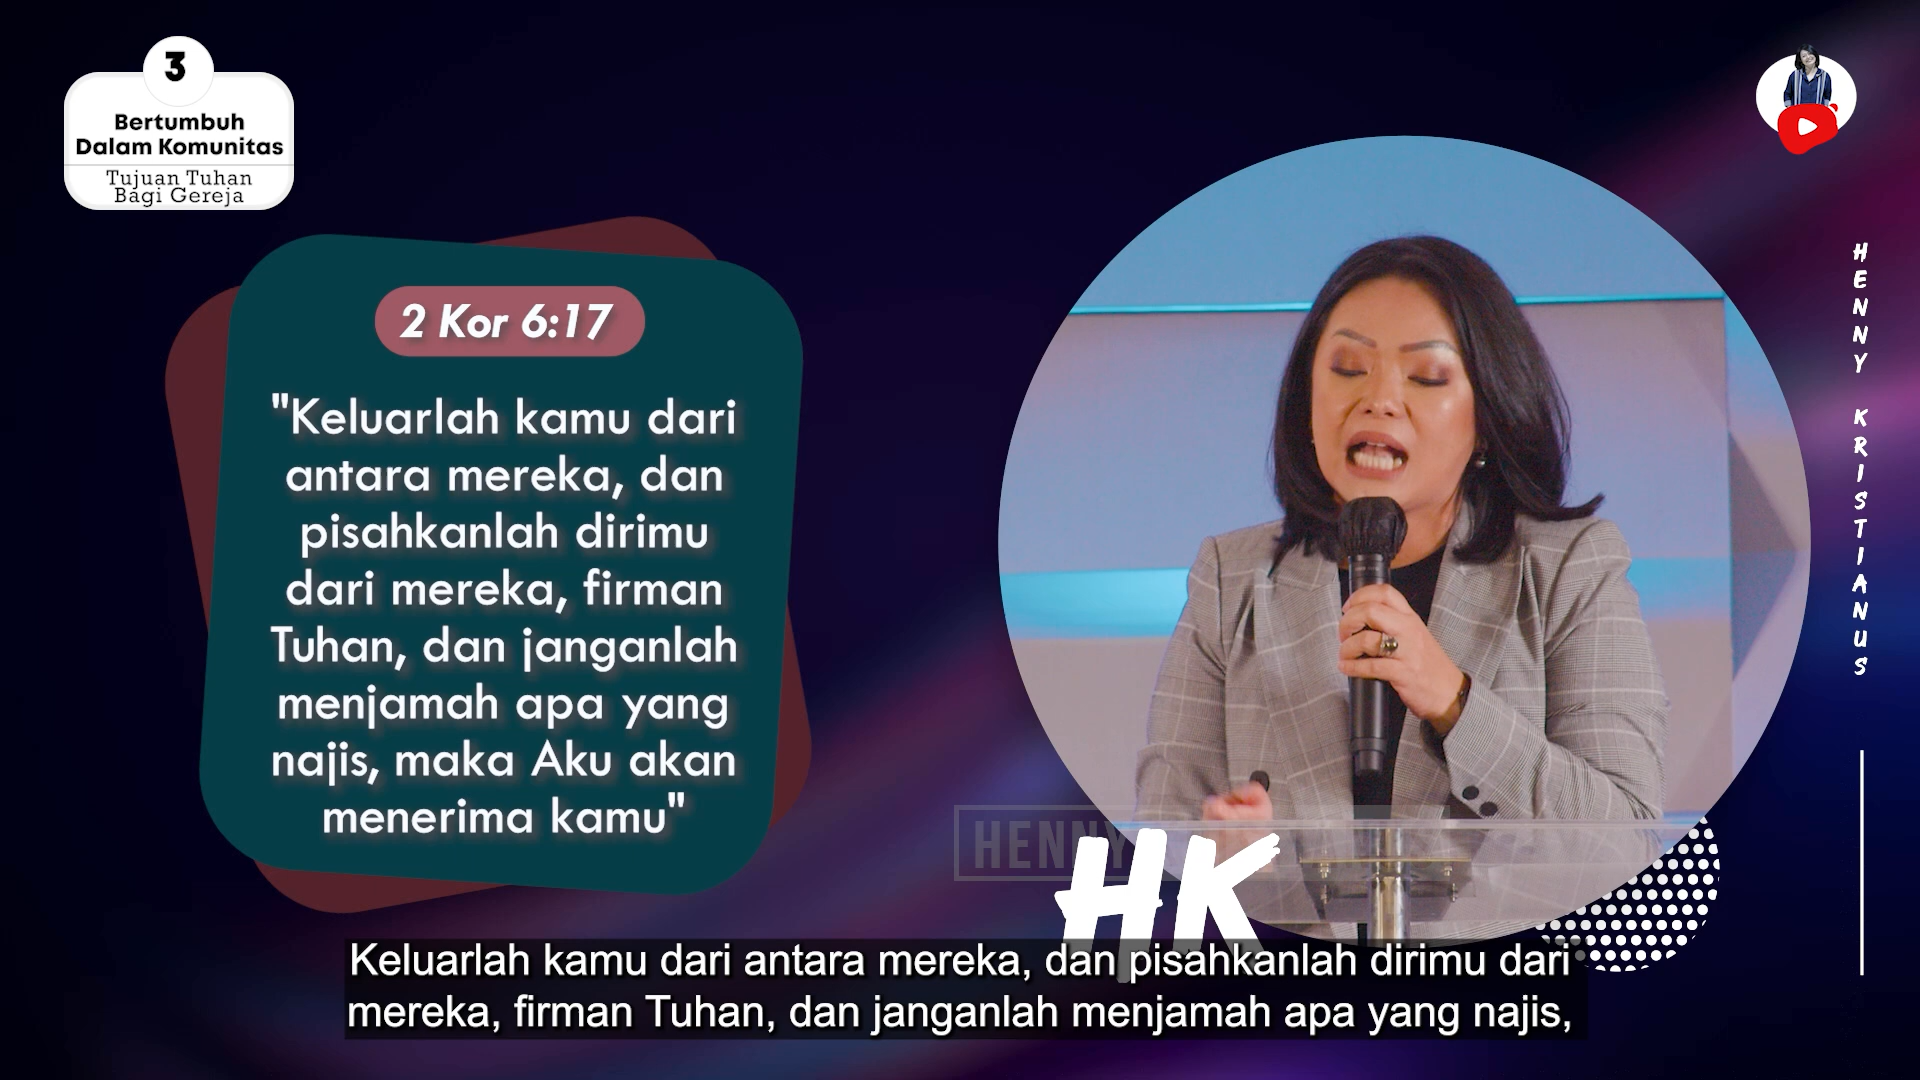 3
Bertumbuh
Dalam Komunitas
Tujuan Tuhan
Bagi Gereja
2 Kor 6:17
"Keluarlah kamu dari
antara mereka, dan
pisahkanlah dirimu
dari mereka, firman
Tuhan, dan janganlah
menjamah apa yang
najis, maka Aku akan
menerima kamu"
HENNY KRISTIANUS
HENNY
HK
Keluarlah kamu dari antara mereka, dan pisahkanlah dirimu dari
mereka, firman Tuhan, dan janganlah menjamah apa yang najis,